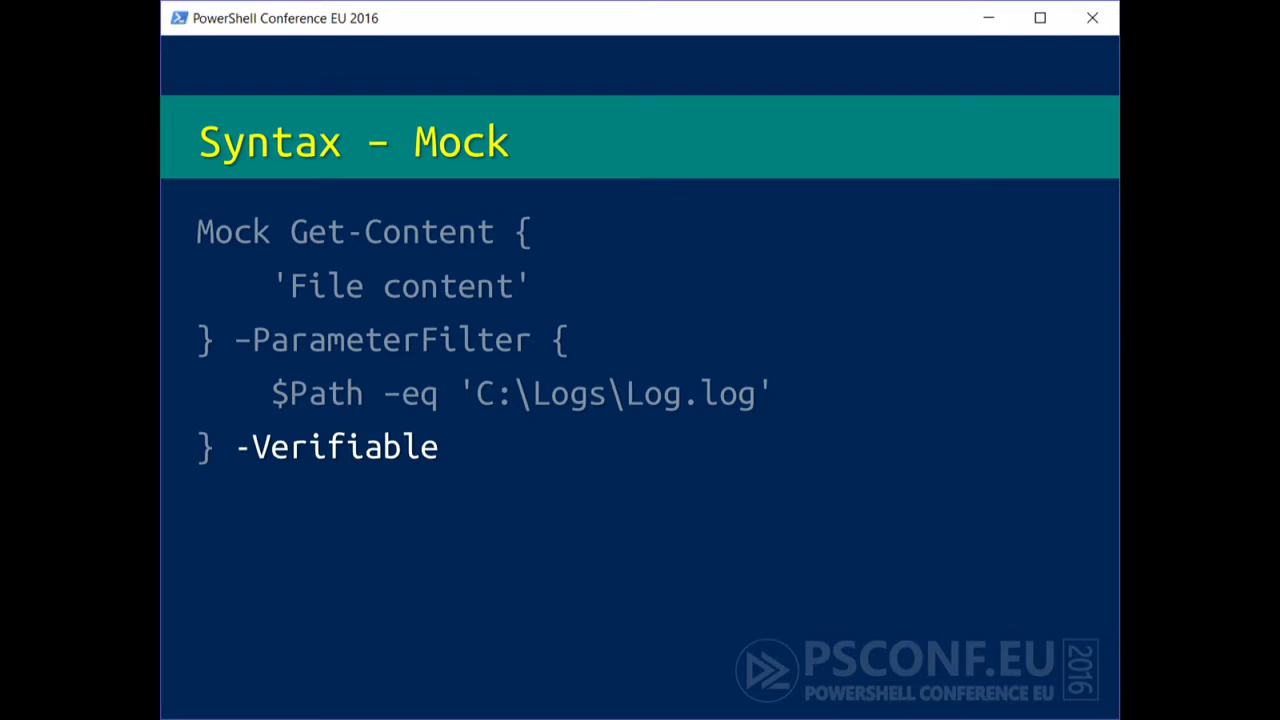 PowerShell Conference EU 2016
Syntax – Mock
Mock Get-Content {
    'File content'
} –ParameterFilter {
    $Path –eq 'C:\Logs\Log.log'
} -Verifiable
PSCONF.EU
POWERSHELL CONFERENCE EU
2016